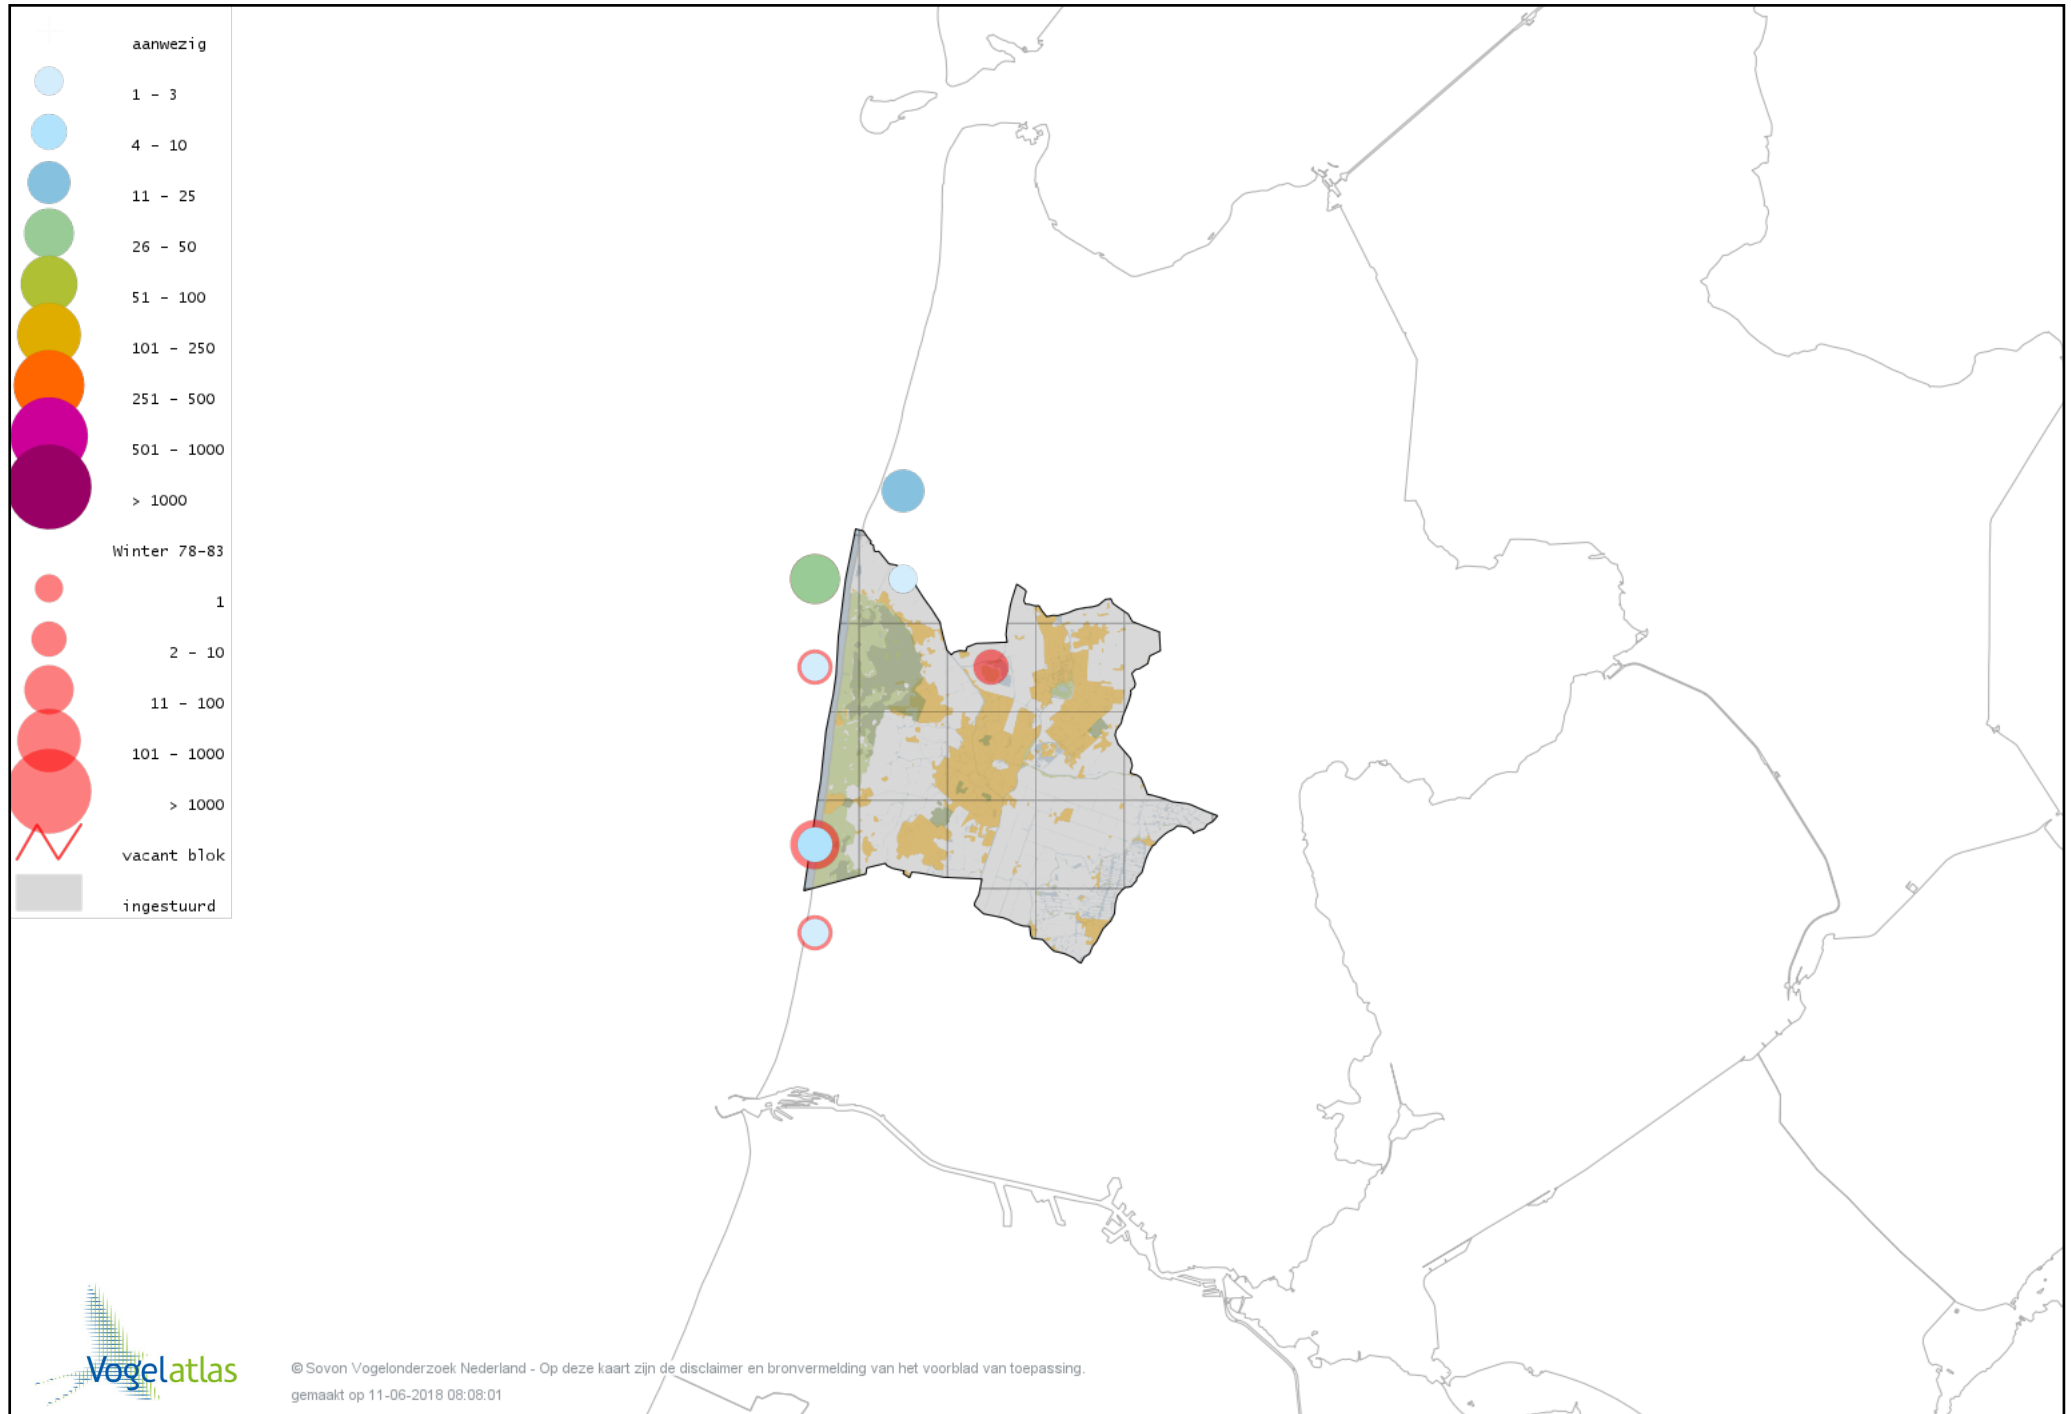 aanwezig
1 - 3
4 - 10
11 - 25
26 - 50
51 - 100
101 - 250
251 - 500
501 - 1000
> 1000
Winter 78-83
1
2 - 10
11 - 100
101 - 1000
> 1000
vacant blok
ingestuurd
Vogelatlas
© Sovon Vogelonderzoek Nederland - Op deze kaart zijn de disclaimer en bronvermelding van het voorblad van toepassing.
gemaakt op 11-06-2018 08:08:01